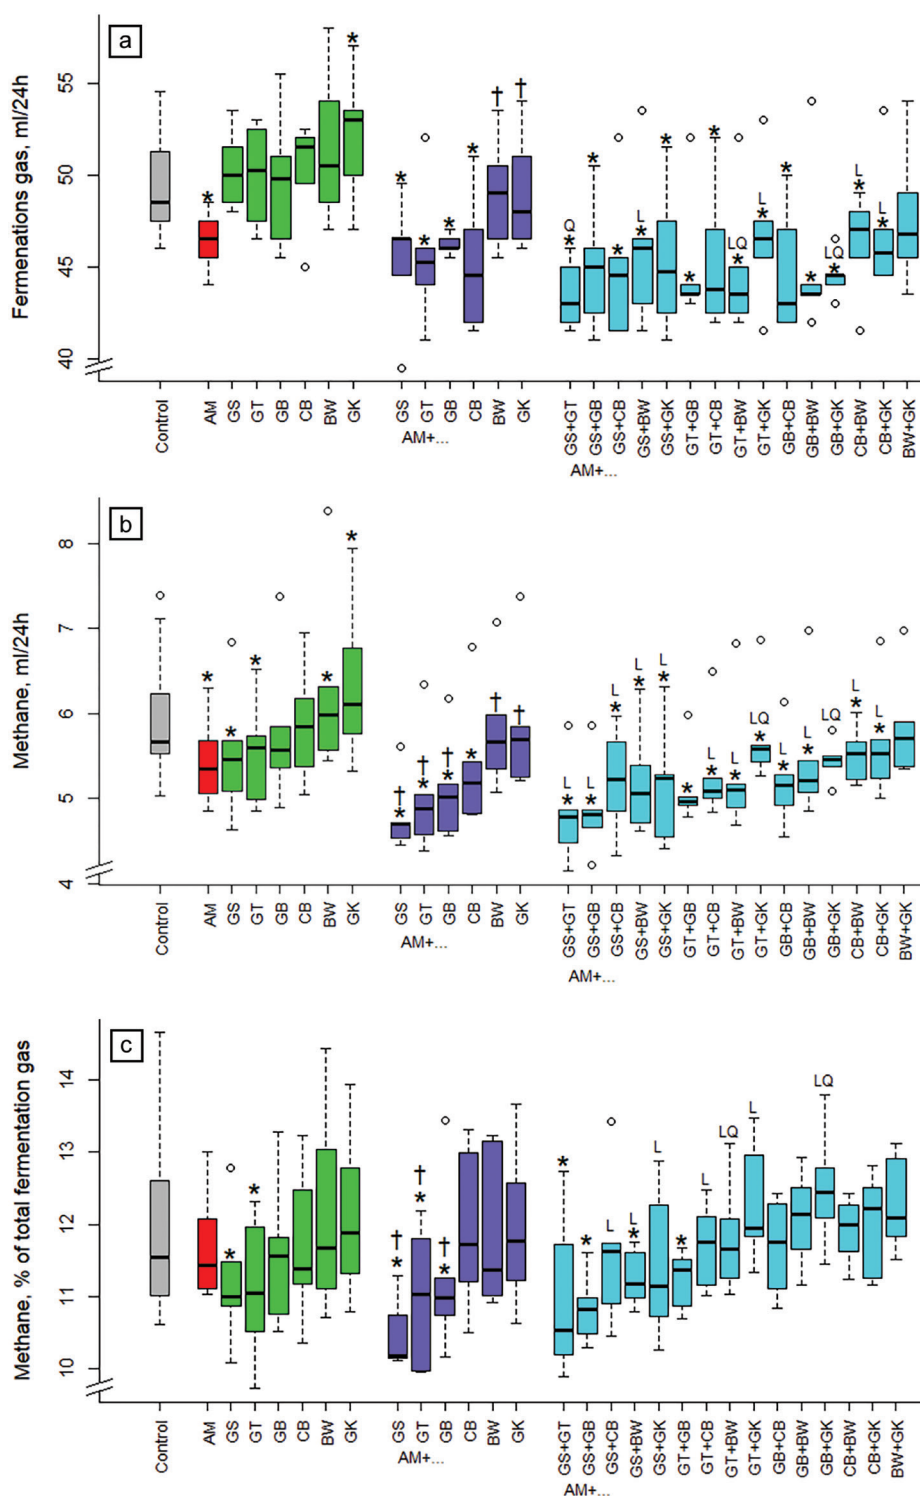 a
Fermenations gas, ml/24h
55
50
45
40
* * * * * * † †
Q * * * L * * * * LQ * L * * * LQ * L * L *
Control AM GS GT GB CB BW GK GS GT GB CB BW GK GS+GT GS+GB GS+CB GS+BW GS+GK GT+GB GT+CB GT+BW GT+GK GB+CB GB+BW GB+GK CB+BW CB+GK BW+GK
AM+...
AM+...
b
Methane, ml/24h
8
7
6
5
4
* * * * * † * † * † * * † †
L * L * L * L * L * * L * L * LQ * L * L * LQ L * L *
Control AM GS GT GB CB BW GK GS GT GB CB BW GK GS+GT GS+GB GS+CB GS+BW GS+GK GT+GB GT+CB GT+BW GT+GK GB+CB GB+BW GB+GK CB+BW CB+GK BW+GK
AM+...
AM+...
c
Methane, % of total fermentation gas
14
13
12
11
10
* * † * † * † *
* * L L * L L * L LQ L LQ
Control AM GS GT GB CB BW GK GS GT GB CB BW GK GS+GT GS+GB GS+CB GS+BW GS+GK GT+GB GT+CB GT+BW GT+GK GB+CB GB+BW GB+GK CB+BW CB+GK BW+GK
AM+...
AM+...